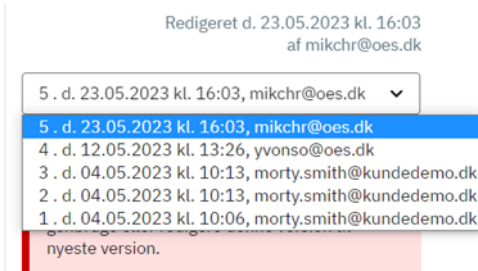 Redigeret d. 23.05.2023 kl. 16:03
af mikchr@oes.dk
5 . d. 23.05.2023 kl. 16:03, mikchr@oes.dk
5 . d. 23.05.2023 kl. 16:03, mikchr@oes.dk
4 . d. 12.05.2023 kl. 13:26, yvonso@oes.dk
3 . d. 04.05.2023 kl. 10:13, morty.smith@kundedemo.dk
2 . d. 04.05.2023 kl. 10:13, morty.smith@kundedemo.dk
1 . d. 04.05.2023 kl. 10:06, morty.smith@kundedemo.dk
nyeste version.